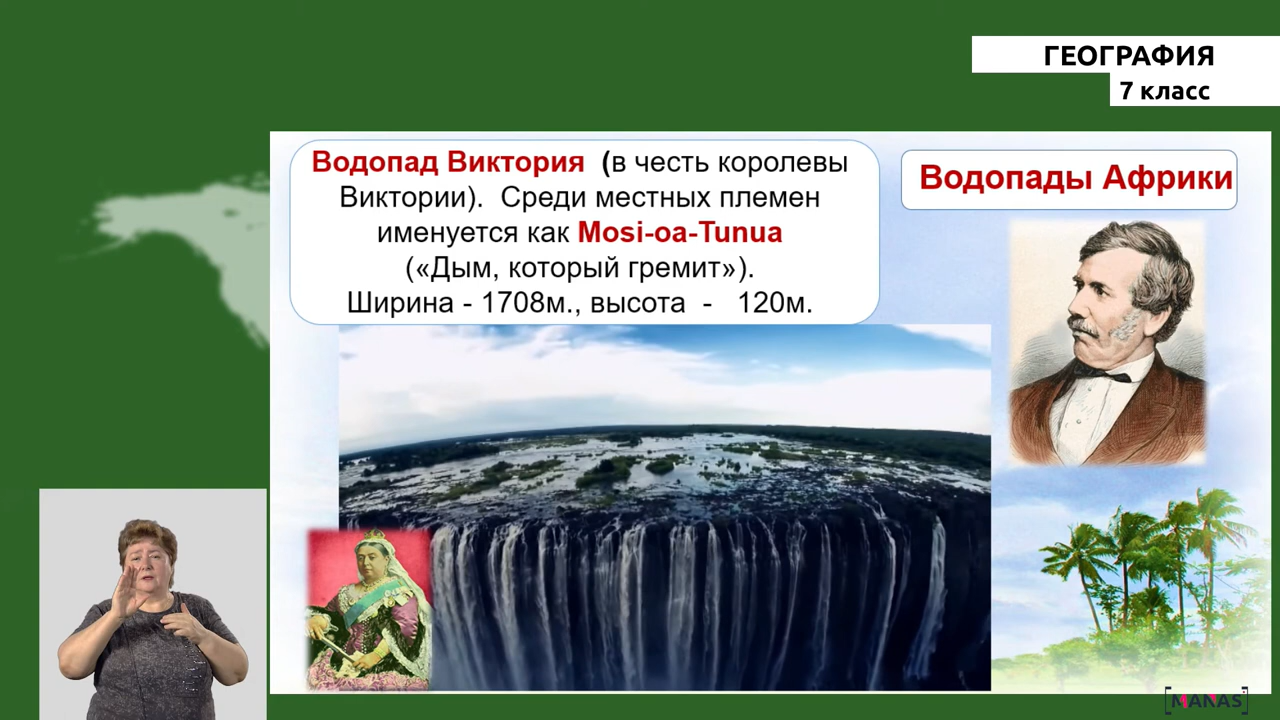 ГЕОГРАФИЯ
7 класс
Водопад Виктория (в честь королевы
Виктории). Среди местных племен
именуется как Mosi-oa-Tunua
(«Дым, который гремит»).
Ширина - 1708м., высота - 120м.
Водопады Африки
MANAS